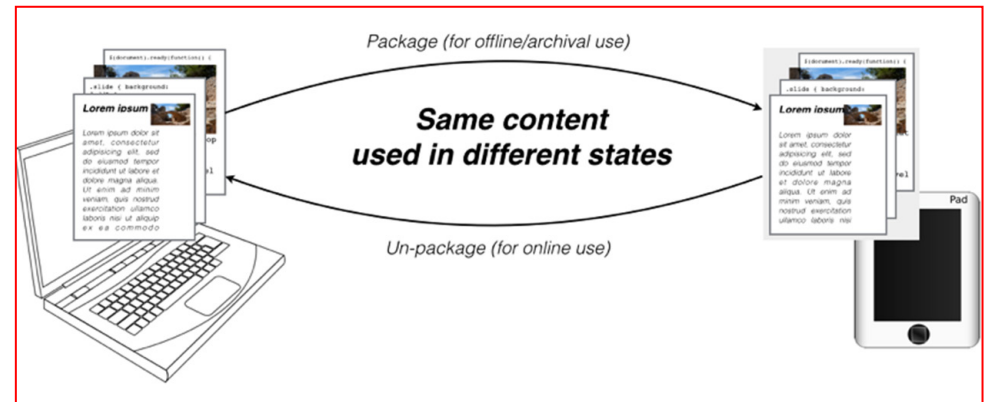 Package (for offline/archival use)
$(document).ready(function() {
.slide { background:
Lorem ipsum
Lorem ipsum dolor sit
amet, consectetur
adipisicing elit, sed
do eiusmod tempor
incididunt ut labore et
dolore magna aliqua.
Ut enim ad minim
veniam, quis nostrud
exercitation ullamco
laboris nisi ut aliquip
ex ea commodo
op
el
Same content
used in different states
Un-package (for online use)
$(document).ready(function() {
.slide { background:
Lorem ipsum
Lorem ipsum dolor sit
amet, consectetur
adipisicing elit, sed
do eiusmod tempor
incididunt ut labore
et dolore magna
aliqua. Ut enim ad
minim veniam, quis
nostrud exercitation
ullamco laboris nisi
vel
Pad